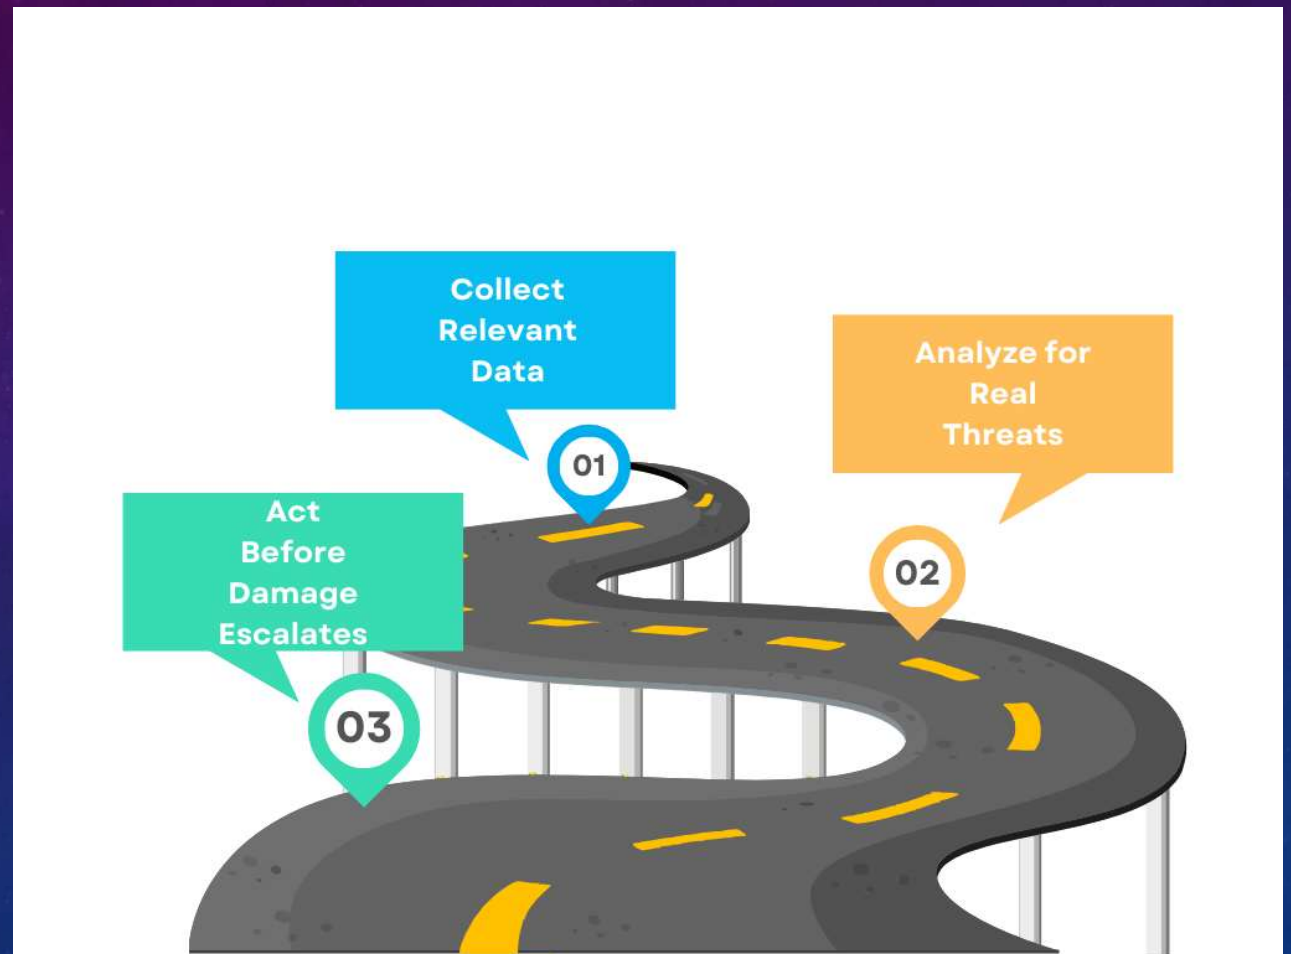 Collect
Relevant
Data
01
Analyze for
Real
Threats
02
Act
Before
Damage
Escalates
03